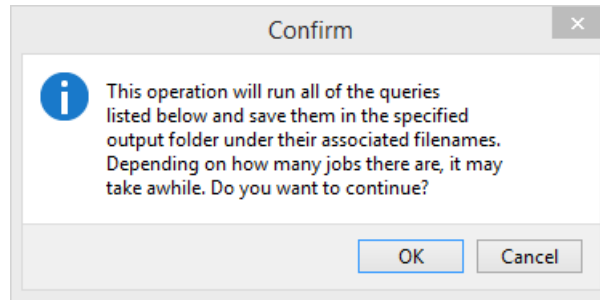 Confirm
This operation will run all of the queries
listed below and save them in the specified
output folder under their associated filenames.
Depending on how many jobs there are, it may
take awhile. Do you want to continue?
OK
Cancel